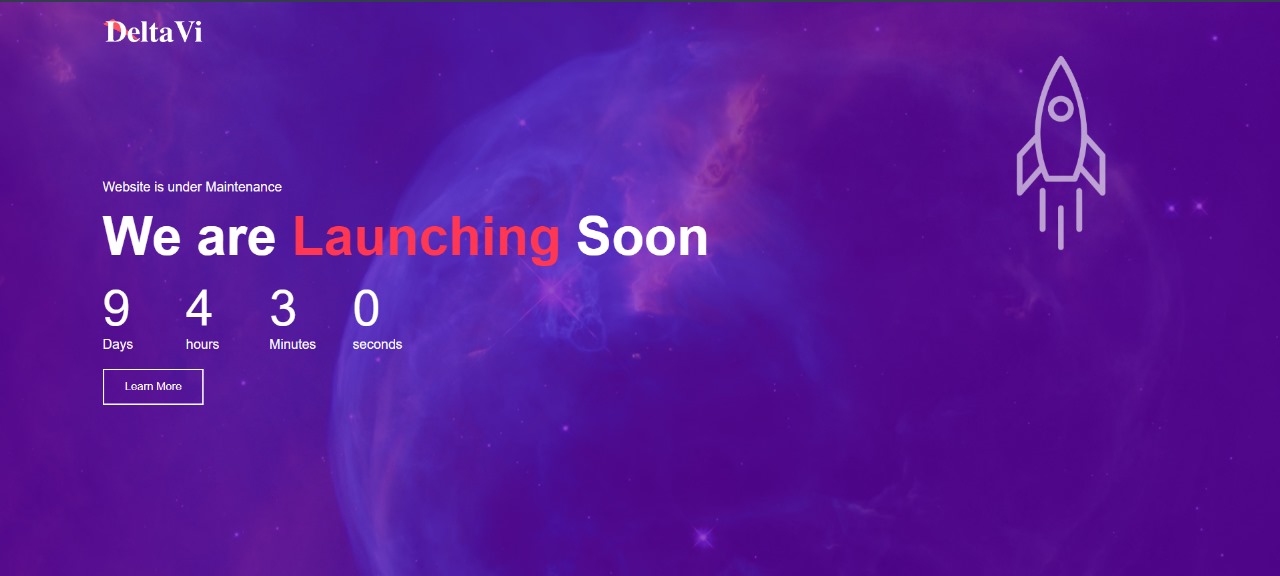 DeltaVi
Website is under Maintenance
We are Launching Soon
9 4 3 0
Days hours Minutes seconds
Learn More